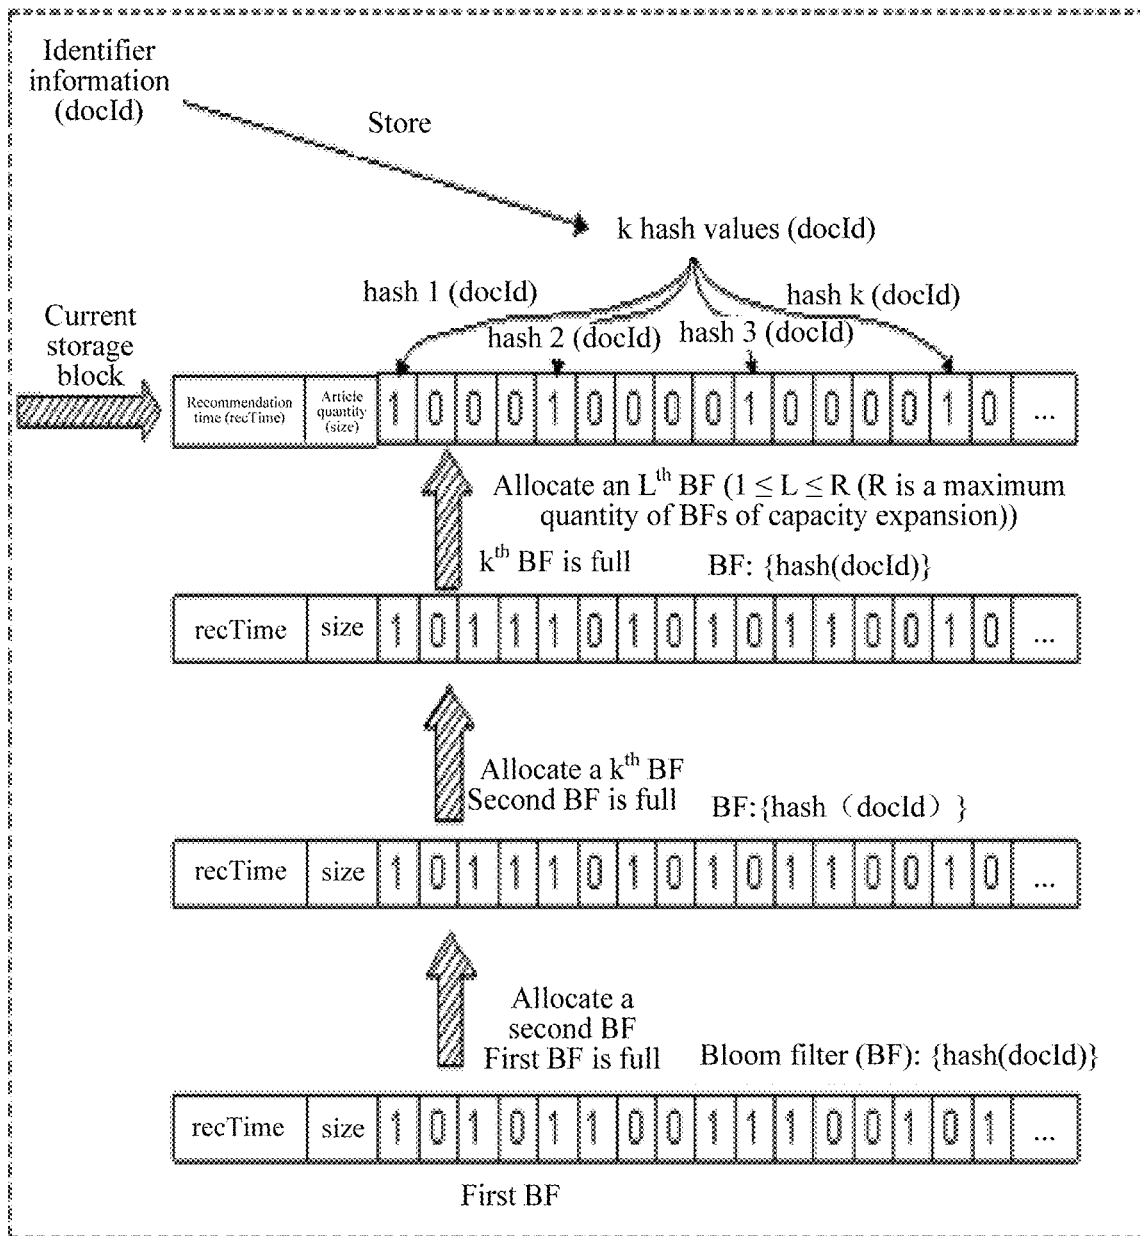 Identifier
information
(docId)
Store
k hash values (docId)
hash 1 (docId)
hash k (docId)
hash 2 (docId)
hash 3 (docId)
Current
storage
block
Recommendation
time (recTime)
Article
quantity
(size)
1 0 0 0 1 0 0 0 0 1 0 0 0 0 1 0 ...
Allocate an Lth BF (1 ≤ L ≤ R (R is a maximum
quantity of BFs of capacity expansion))
kth BF is full
BF: {hash(docId)}
recTime size 1 0 1 1 1 0 1 0 1 0 1 1 0 0 1 0 ...
Allocate a kth BF
Second BF is full
BF:{hash（docId）}
recTime size 1 0 1 1 1 0 1 0 1 0 1 1 0 0 1 0 ...
Allocate a
second BF
First BF is full
Bloom filter (BF): {hash(docId)}
recTime size 1 0 1 0 1 1 0 0 1 1 1 0 0 1 0 1 ...
First BF